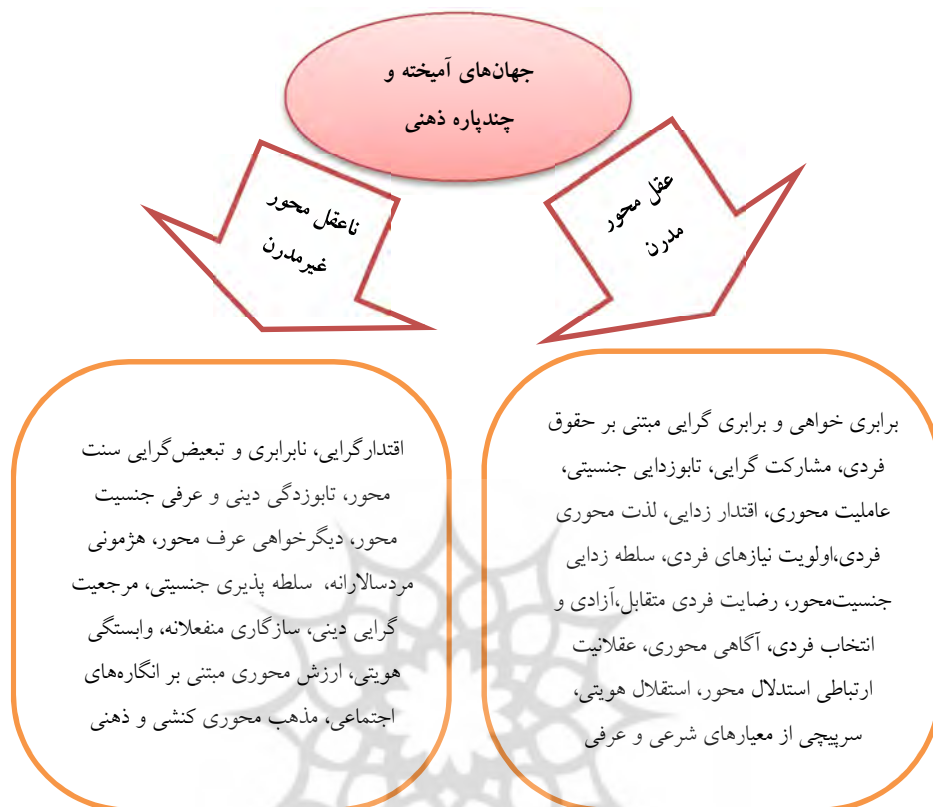 جهان‌های آمیخته و
چندپاره ذهنی
عقل محور
مدرن
ناعقل محور
غیرمدرن
برابری خواهی و برابری گرایی مبتنی بر حقوق
فردی، مشارکت گرایی، تابوزدایی جنسیتی،
عاملیت محوری، اقتدار زدایی، لذت محوری
فردی،اولویت نیازهای فردی، سلطه زدایی
جنسیت‌محور، رضایت فردی متقابل،آزادی و
انتخاب فردی، آگاهی محوری، عقلانیت
ارتباطی استدلال محور، استقلال هویتی،
سرپیچی از معیارهای شرعی و عرفی
اقتدارگرایی، نابرابری و تبعیض‌گرایی سنت
محور، تابوزدگی دینی و عرفی جنسیت
محور، دیگرخواهی عرف محور، هژمونی
مردسالارانه، سلطه پذیری جنسیتی، مرجعیت
گرایی دینی، سازگاری منفعلانه، وابستگی
هویتی، ارزش محوری مبتنی بر انگاره‌های
اجتماعی، مذهب محوری کنشی و ذهنی